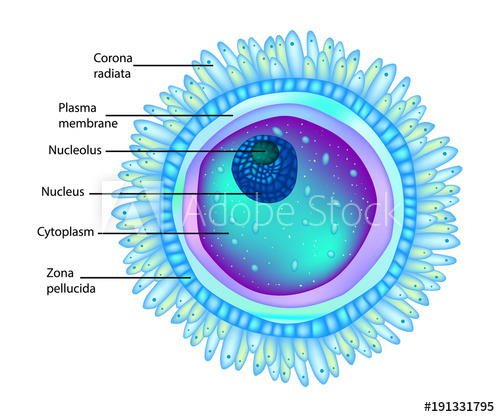 Corona
radiata
Plasma
membrane
Nucleolus
Nucleus
Cytoplasm
Zona
pellucida
Adobe Stock
#191331795